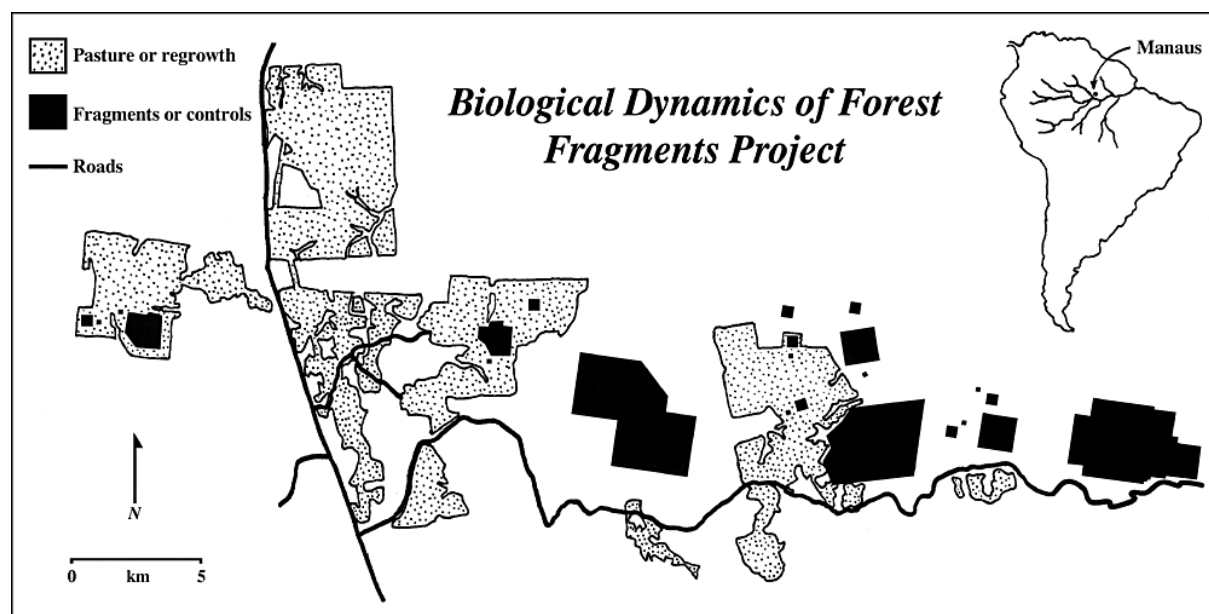 Pasture or regrowth
Fragments or controls
Roads
Biological Dynamics of Forest
Fragments Project
Manaus
N
0 km 5